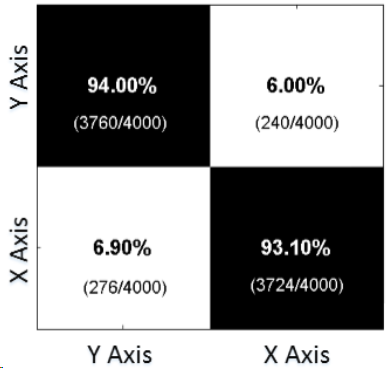 Y Axis
94.00%
6.00%
(3760/4000)
(240/4000)
X Axis
6.90%
93.10%
(276/4000)
(3724/4000)
Y Axis
X Axis